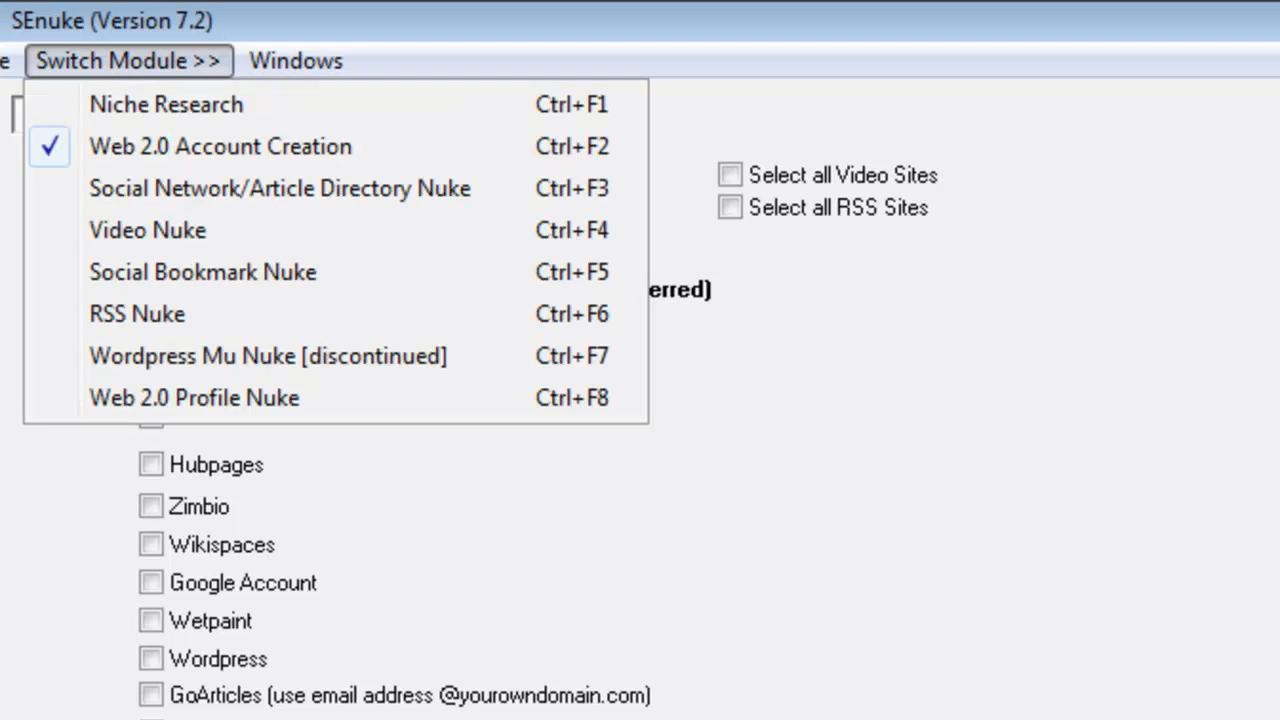 SEnuke (Version 7.2)
e Switch Module >> Windows
Niche Research Ctrl+F1
Web 2.0 Account Creation Ctrl+F2
Social Network/Article Directory Nuke Ctrl+F3
Video Nuke Ctrl+F4
Social Bookmark Nuke Ctrl+F5
RSS Nuke Ctrl+F6
Wordpress Mu Nuke [discontinued] Ctrl+F7
Web 2.0 Profile Nuke Ctrl+F8
Select all Video Sites
Select all RSS Sites
erred)
Hubpages
Zimbio
Wikispaces
Google Account
Wetpaint
Wordpress
GoArticles (use email address @yourowndomain.com)